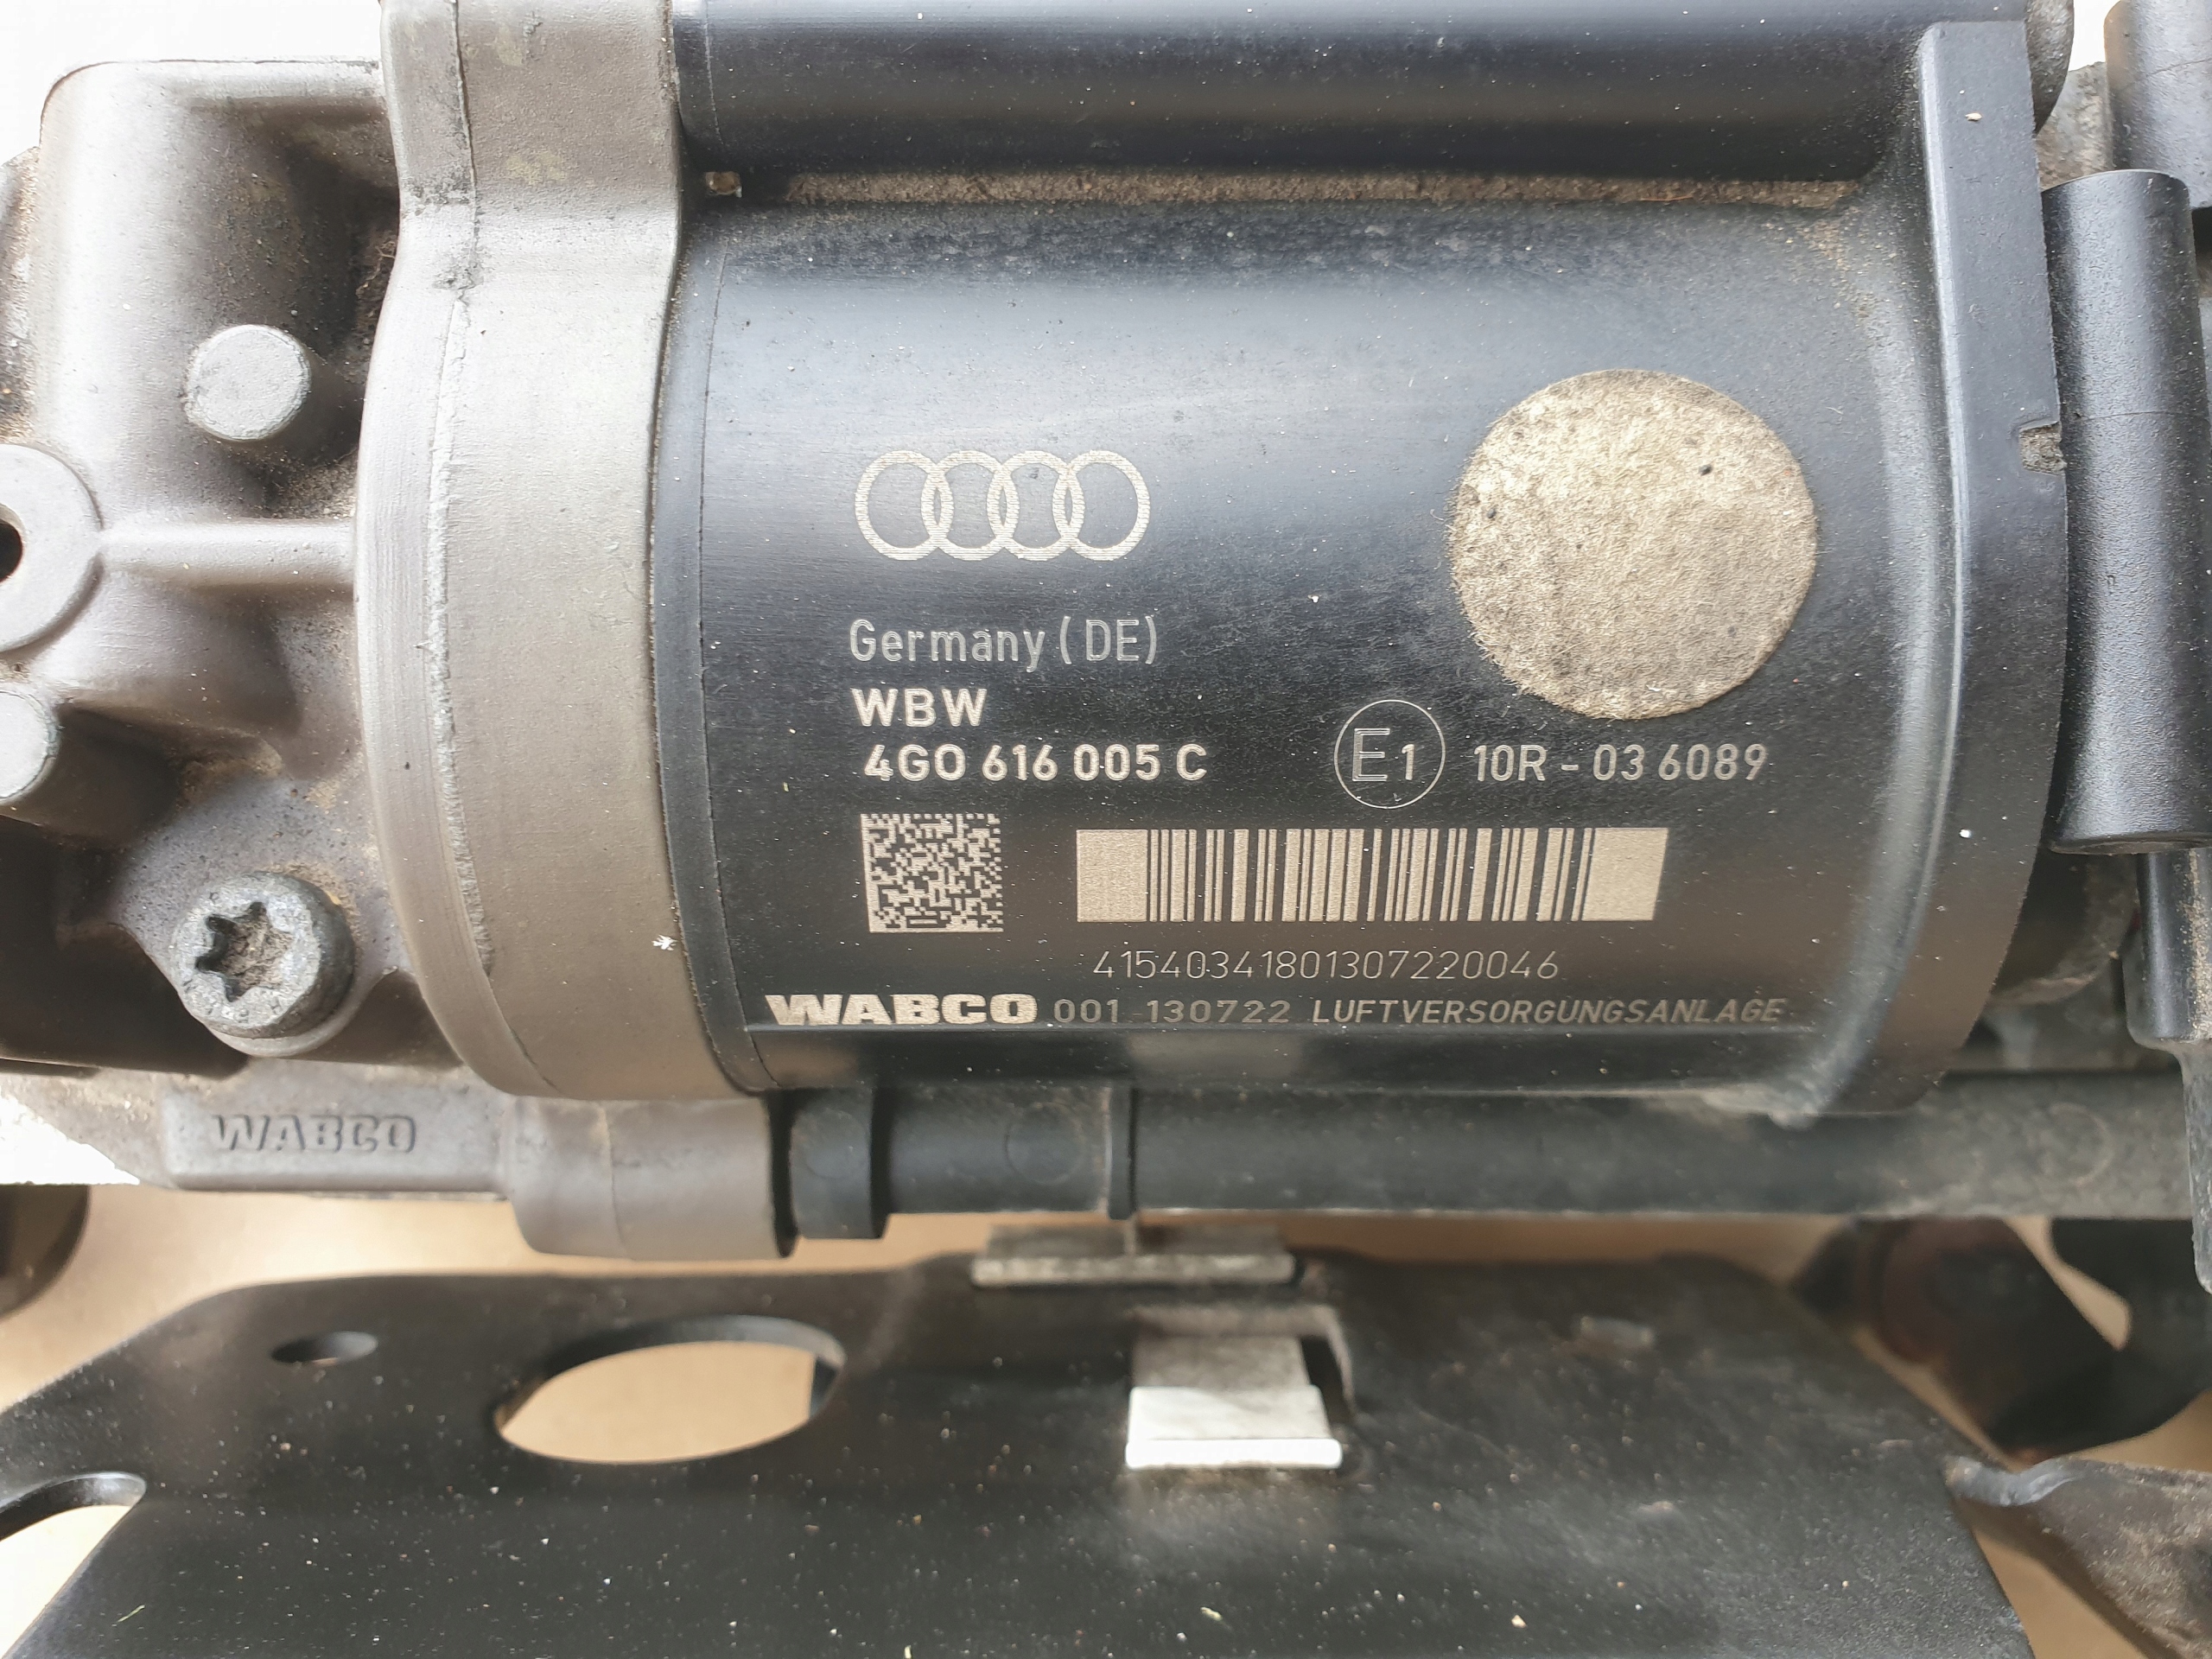 Germany (DE)
WBW
4G0 616 005 C
E1 10R - 03 6089
41540341801307220046
WABCO 001 130722 LUFTVERSORGUNGSANLAGE
WABCO